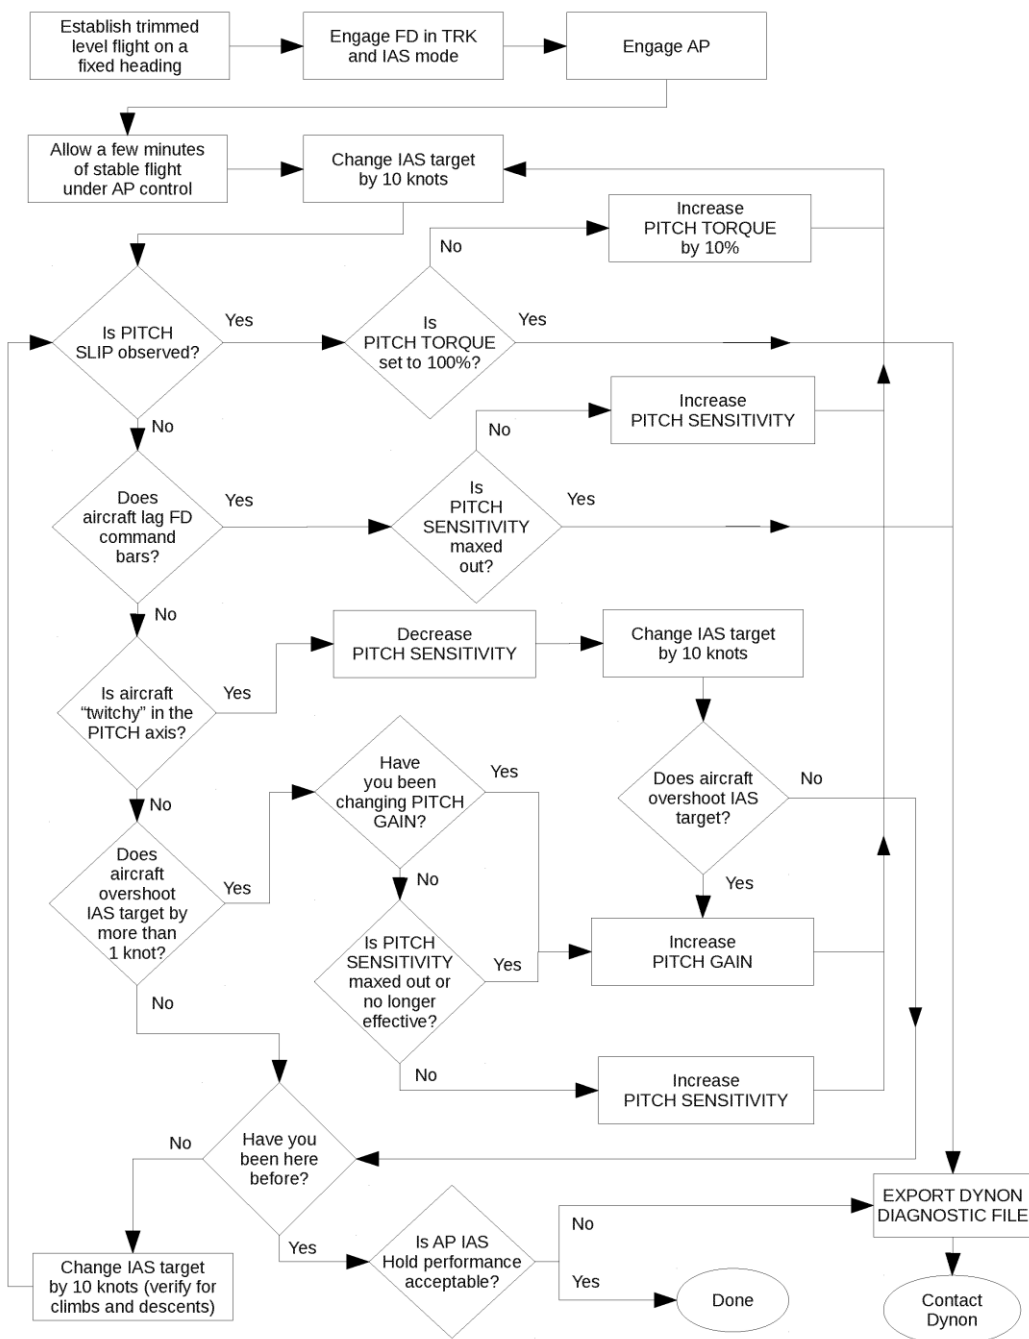 Establish trimmed
level flight on a
fixed heading
Engage FD in TRK
and IAS mode
Engage AP
Allow a few minutes
of stable flight
under AP control
Change IAS target
by 10 knots
Increase
PITCH TORQUE
by 10%
No
Is PITCH
SLIP observed?
Yes
Is
PITCH TORQUE
set to 100%?
Yes
No
Increase
PITCH SENSITIVITY
No
Does
aircraft lag FD
command
bars?
Yes
Is
PITCH
SENSITIVITY
maxed
out?
Yes
No
Decrease
PITCH SENSITIVITY
Change IAS target
by 10 knots
Is aircraft
“twitchy” in the
PITCH axis?
Yes
No
Have
you been
changing PITCH
GAIN?
Yes
Does aircraft
overshoot IAS
target?
No
Yes
Does
aircraft
overshoot
IAS target by
more than
1 knot?
Yes
No
Is PITCH
SENSITIVITY
maxed out or
no longer
effective?
Yes
Increase
PITCH GAIN
No
No
Increase
PITCH SENSITIVITY
Have you
been here
before?
No
Yes
Change IAS target
by 10 knots (verify for
climbs and descents)
Is AP IAS
Hold performance
acceptable?
No
Yes
Done
EXPORT DYNON
DIAGNOSTIC FILE
Contact
Dynon